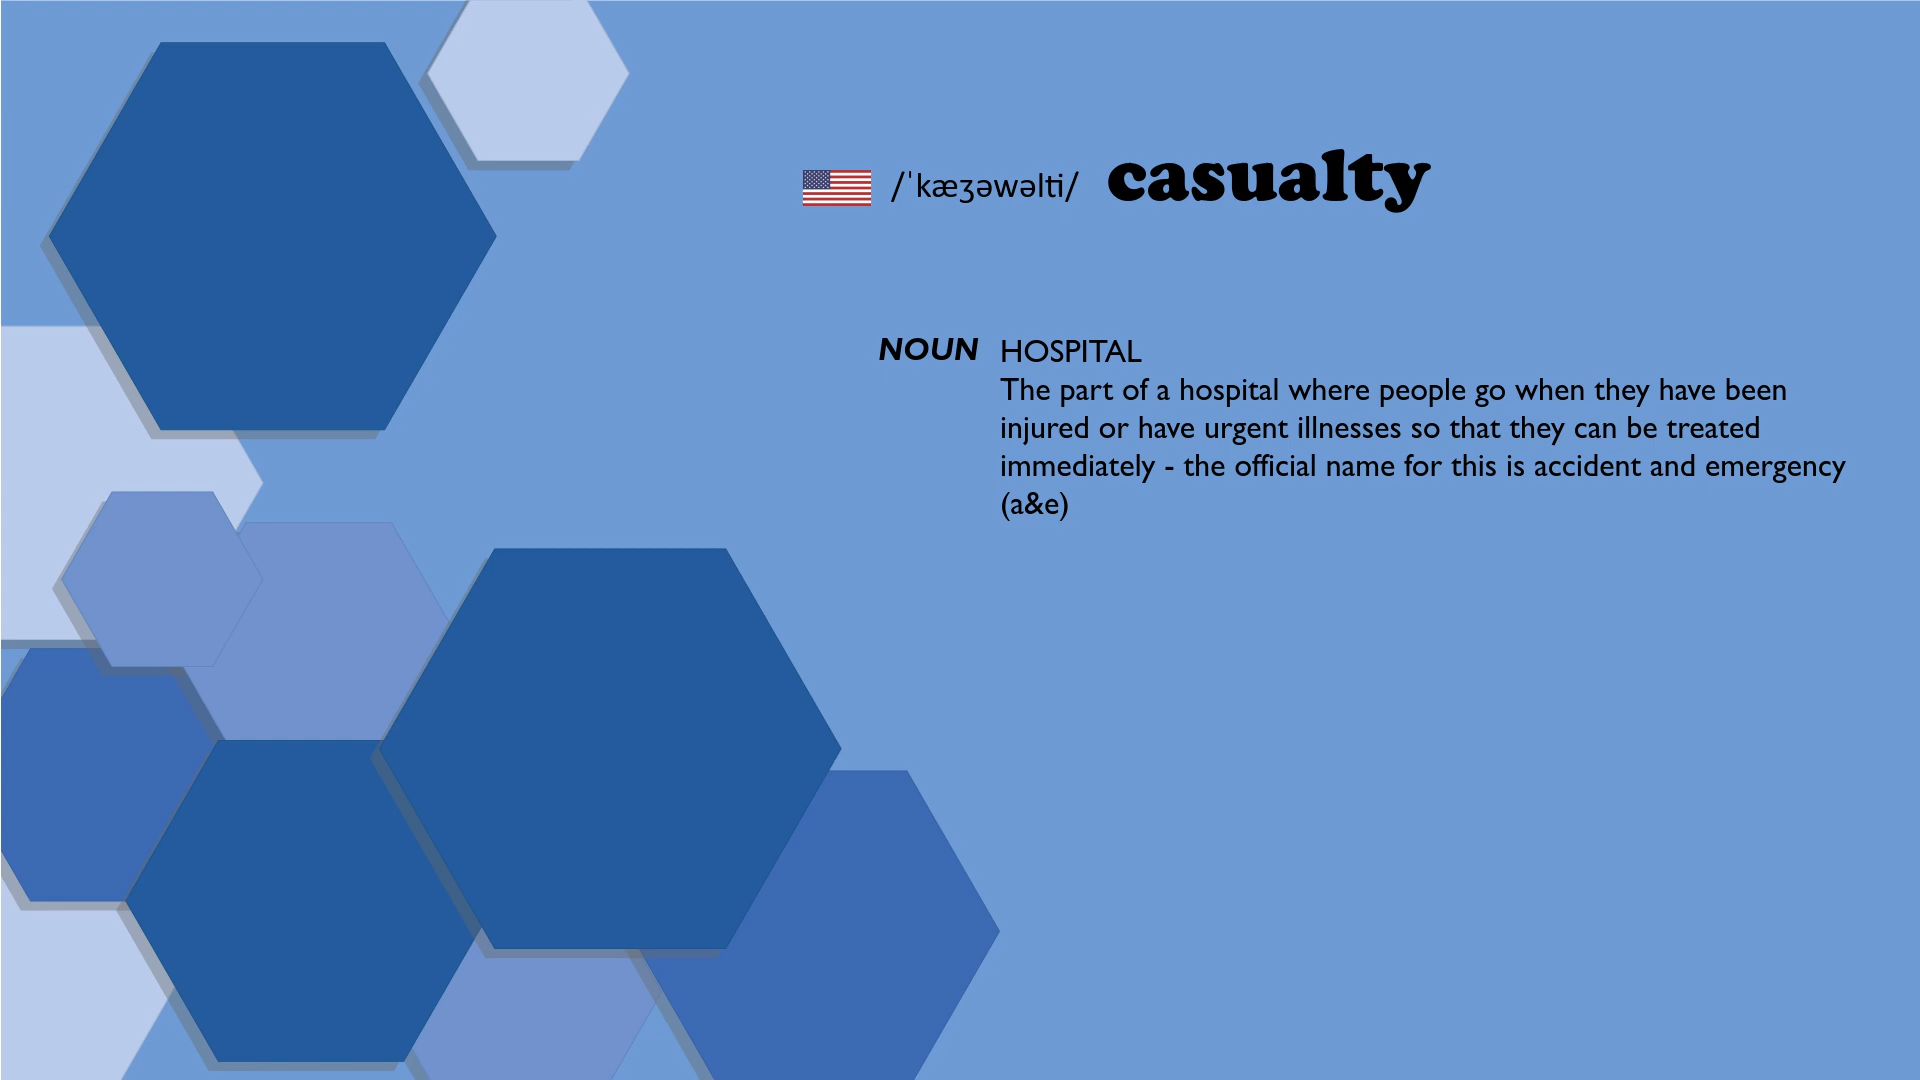 /ˈkæʒəwəlti/ casualty
NOUN HOSPITAL
The part of a hospital where people go when they have been
injured or have urgent illnesses so that they can be treated
immediately - the official name for this is accident and emergency
(a&e)